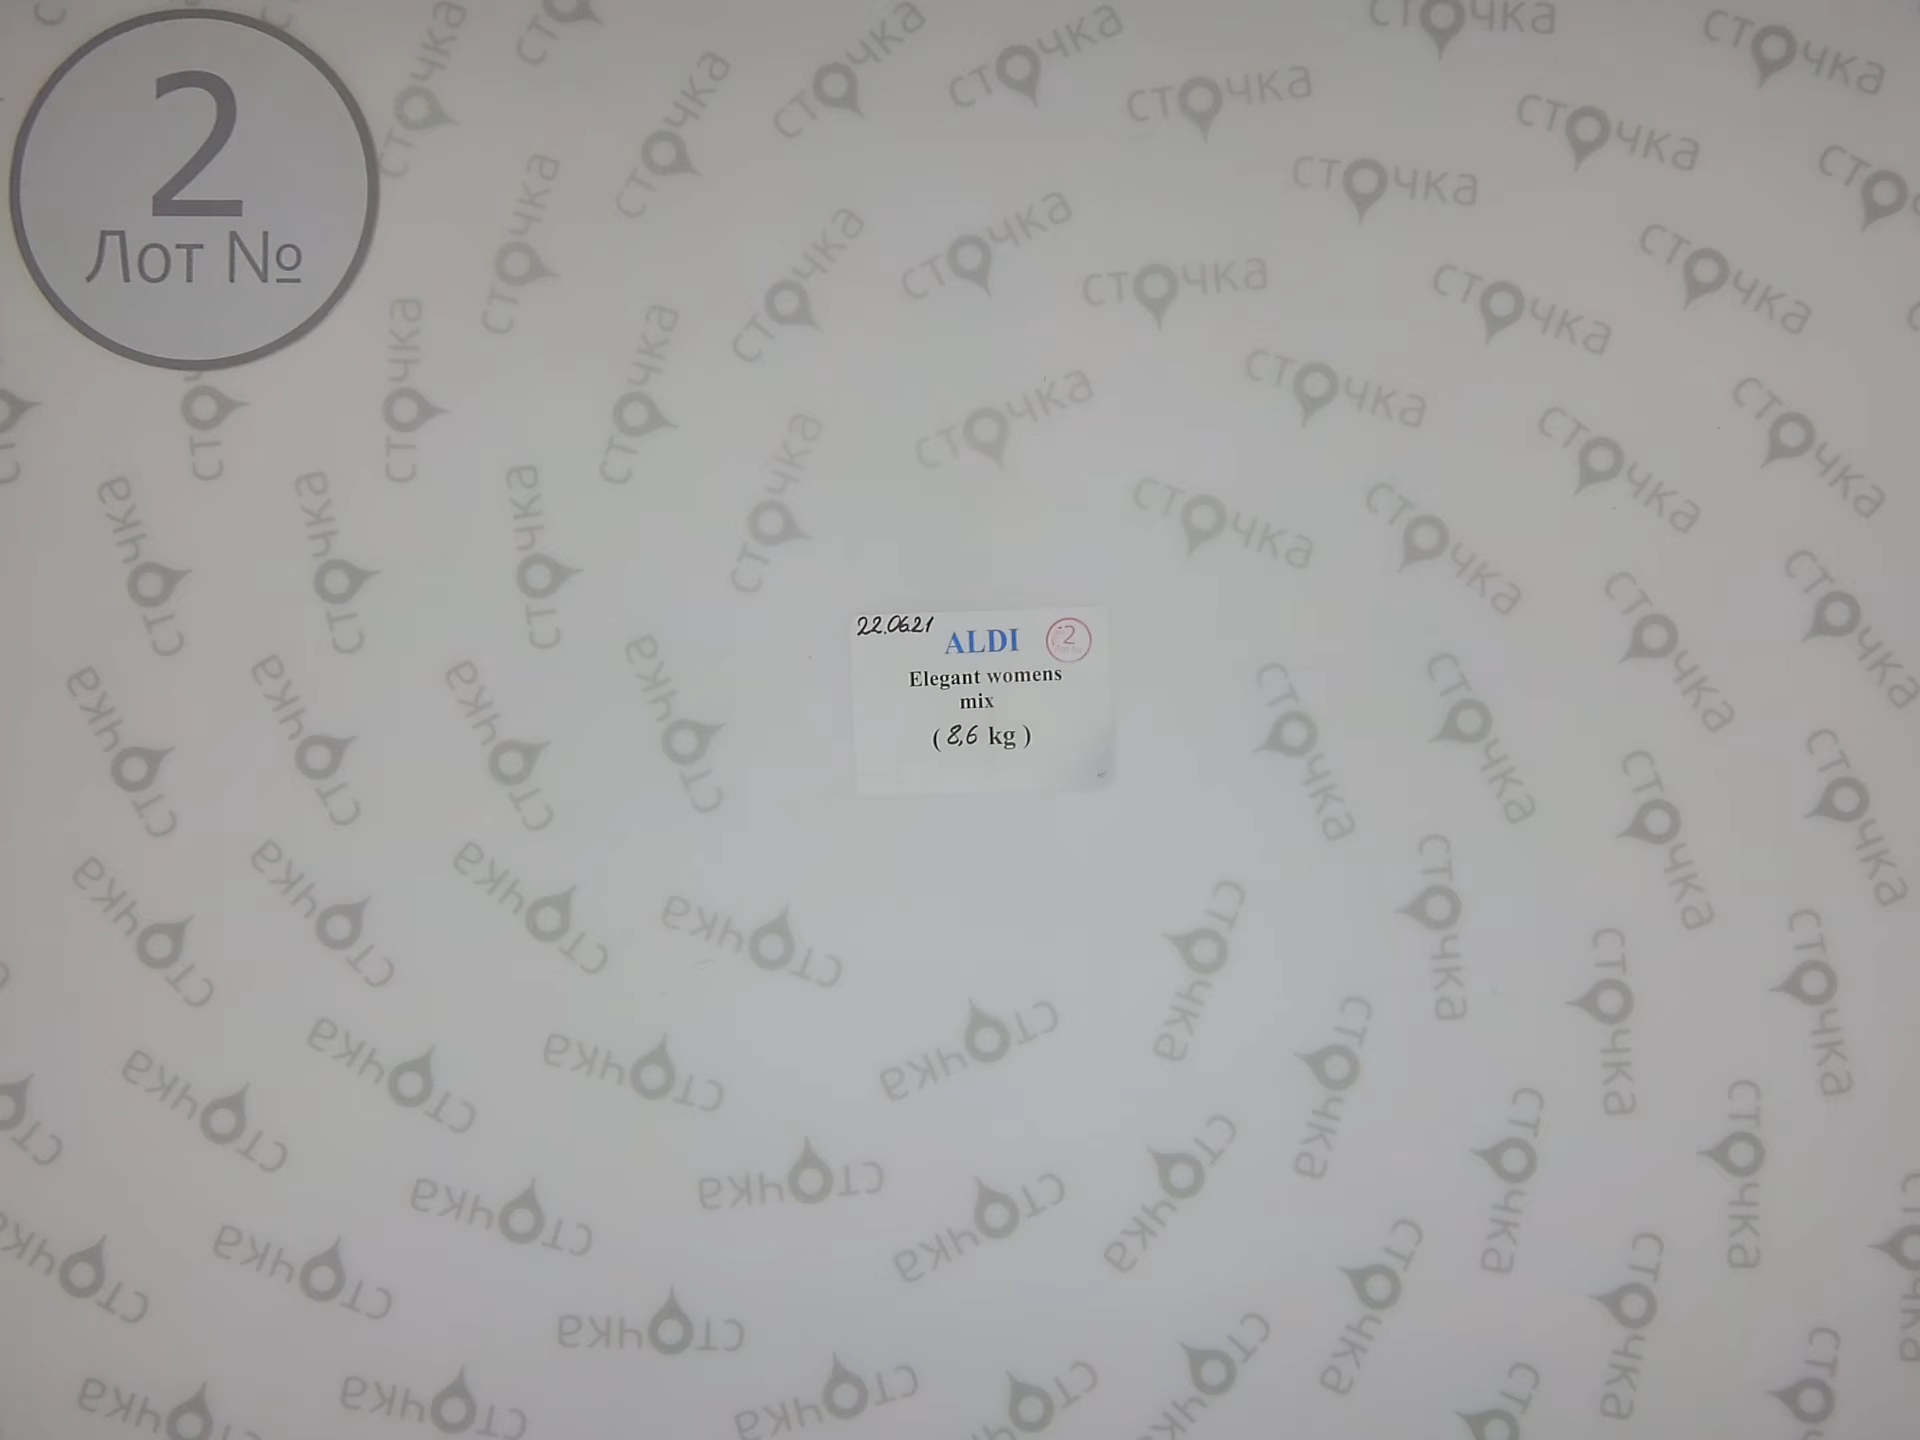 2
Лот №
сточка
22.06.21
ALDI
2
Elegant womens
mix
( 8,6 kg )